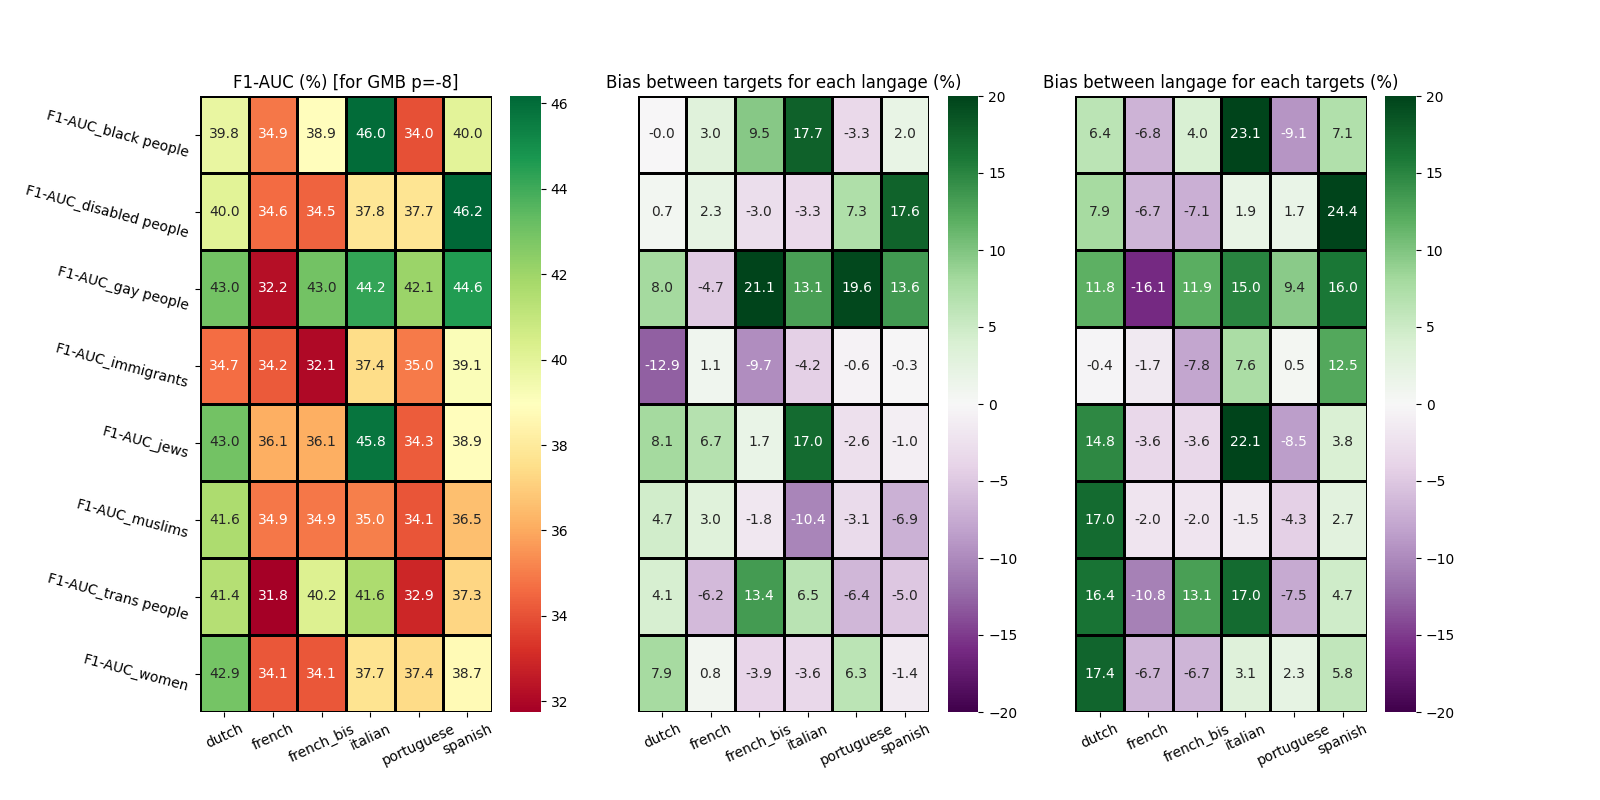 F1-AUC (%) [for GMB p=-8]
Bias between targets for each langage (%)
Bias between langage for each targets (%)
F1-AUC_black people
39.8 34.9 38.9 46.0 34.0 40.0
F1-AUC_disabled people
40.0 34.6 34.5 37.8 37.7 46.2
F1-AUC_gay people
43.0 32.2 43.0 44.2 42.1 44.6
F1-AUC_immigrants
34.7 34.2 32.1 37.4 35.0 39.1
F1-AUC_jews
43.0 36.1 36.1 45.8 34.3 38.9
F1-AUC_muslims
41.6 34.9 34.9 35.0 34.1 36.5
F1-AUC_trans people
41.4 31.8 40.2 41.6 32.9 37.3
F1-AUC_women
42.9 34.1 34.1 37.7 37.4 38.7
dutch french french_bis italian portuguese spanish
46
44
42
40
38
36
34
32
-0.0 3.0 9.5 17.7 -3.3 2.0
0.7 2.3 -3.0 -3.3 7.3 17.6
8.0 -4.7 21.1 13.1 19.6 13.6
-12.9 1.1 -9.7 -4.2 -0.6 -0.3
8.1 6.7 1.7 17.0 -2.6 -1.0
4.7 3.0 -1.8 -10.4 -3.1 -6.9
4.1 -6.2 13.4 6.5 -6.4 -5.0
7.9 0.8 -3.9 -3.6 6.3 -1.4
dutch french french_bis italian portuguese spanish
20
15
10
5
0
−5
−10
−15
−20
6.4 -6.8 4.0 23.1 -9.1 7.1
7.9 -6.7 -7.1 1.9 1.7 24.4
11.8 -16.1 11.9 15.0 9.4 16.0
-0.4 -1.7 -7.8 7.6 0.5 12.5
14.8 -3.6 -3.6 22.1 -8.5 3.8
17.0 -2.0 -2.0 -1.5 -4.3 2.7
16.4 -10.8 13.1 17.0 -7.5 4.7
17.4 -6.7 -6.7 3.1 2.3 5.8
dutch french french_bis italian portuguese spanish
20
15
10
5
0
−5
−10
−15
−20